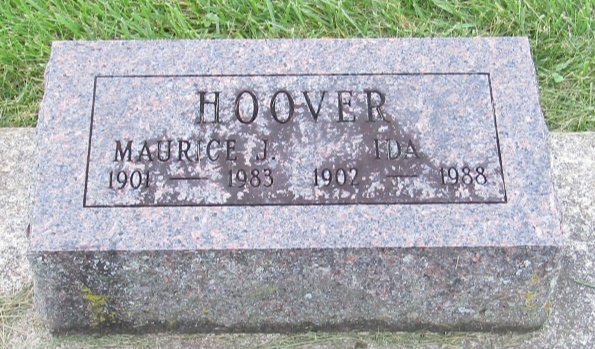 HOOVER
MAURICE J. IDA
1901 — 1983 1902 — 1988